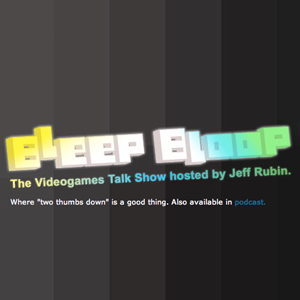 Bleep Bloop
The Videogames Talk Show hosted by Jeff Rubin.
Where "two thumbs down" is a good thing. Also available in podcast.